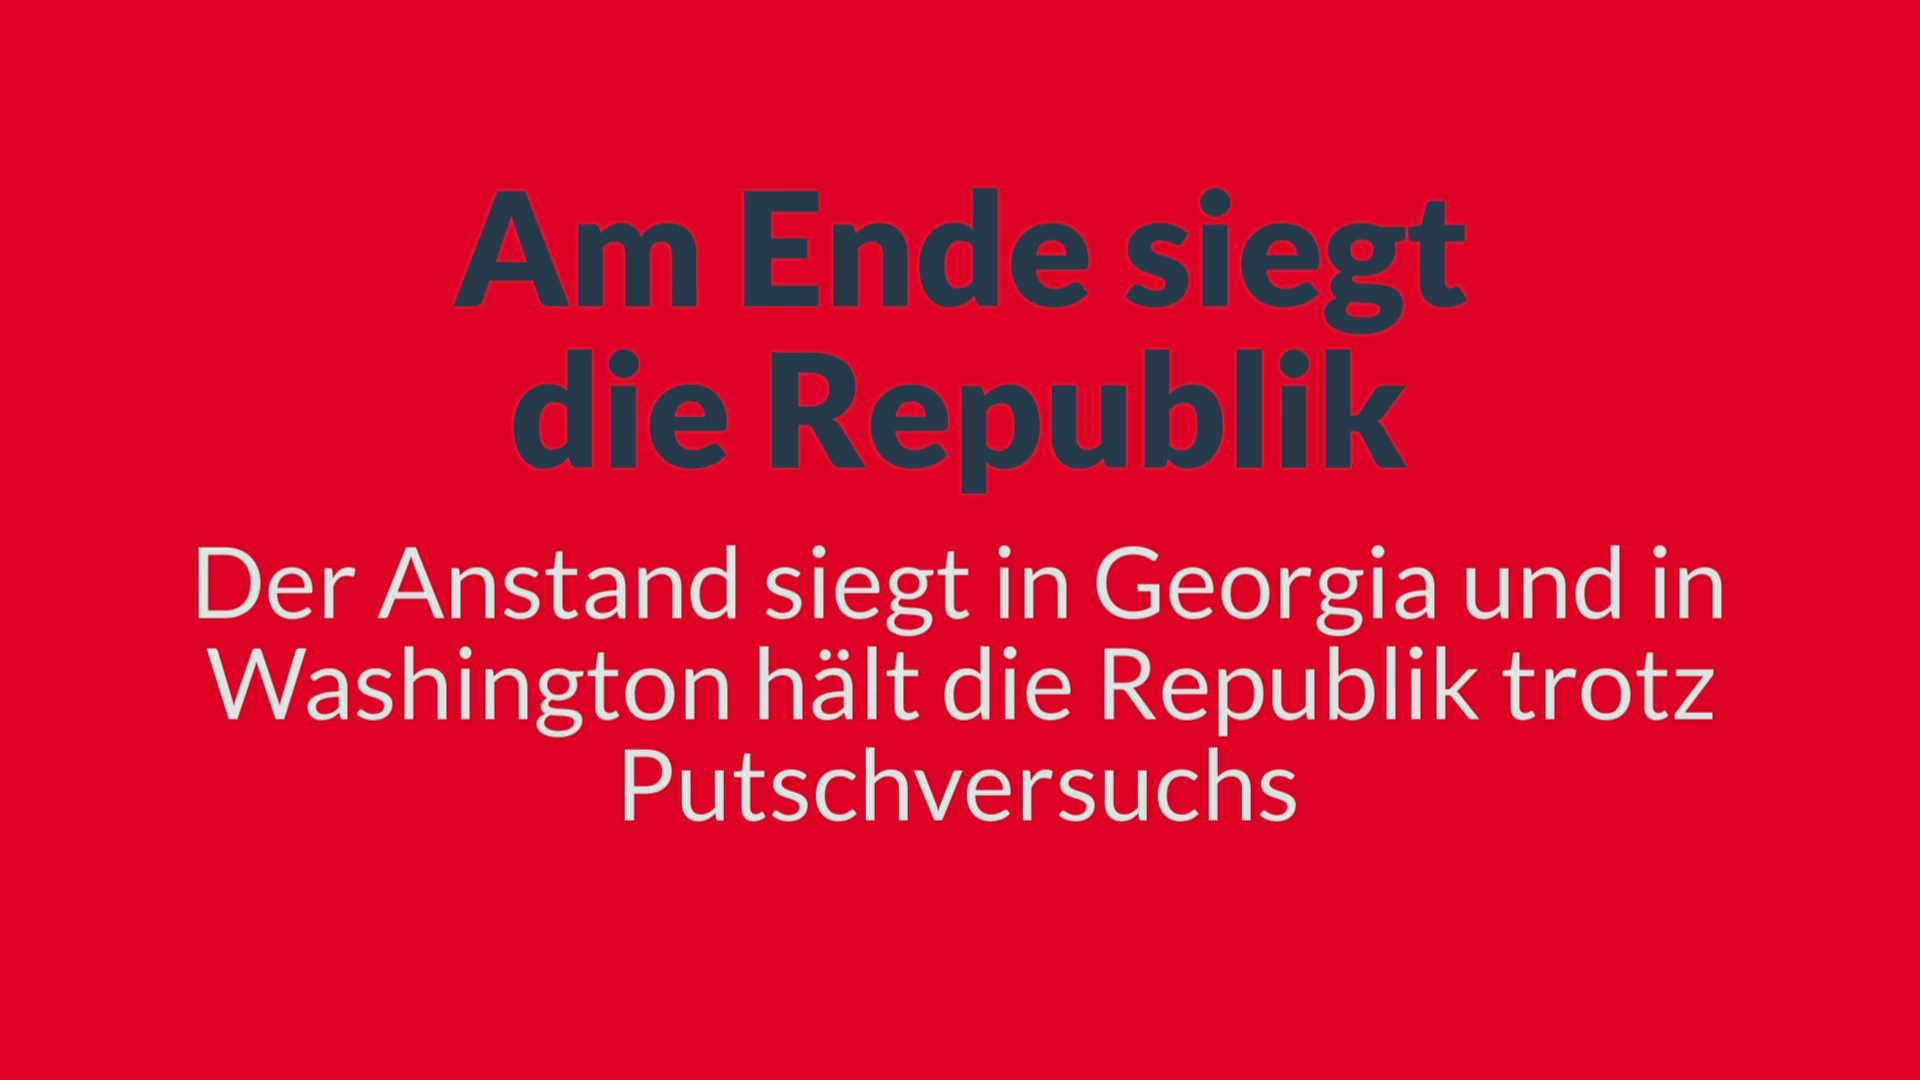 Am Ende siegt
die Republik
Der Anstand siegt in Georgia und in
Washington hält die Republik trotz
Putschversuchs